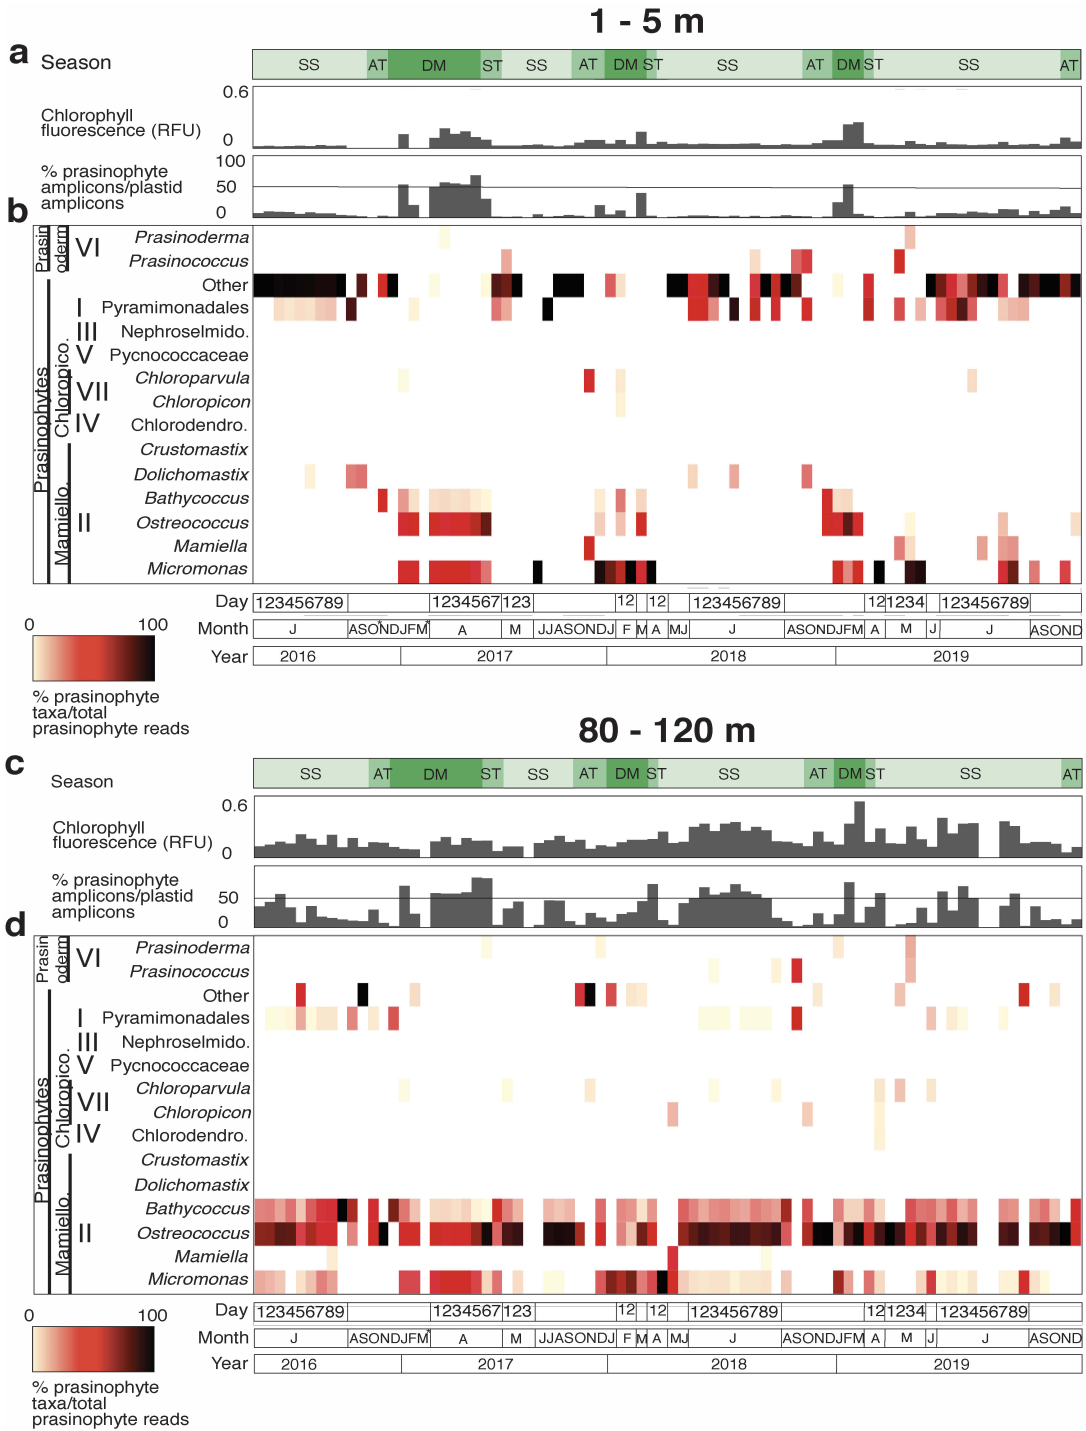 1 - 5 m
a
Season
SS AT DM ST SS AT DM ST SS AT DM ST SS AT
Chlorophyll
fluorescence (RFU)
0.6
0
% prasinophyte
amplicons/plastid
amplicons
100
50
0
b
Prasin
oderm
VI
Prasinoderma
Prasinococcus
Prasinophytes
Other
I Pyramimonadales
III Nephroselmido.
V Pycnococcaceae
Chloropico.
VII
Chloroparvula
Chloropicon
IV Chlorodendro.
Mamiello.
II
Crustomastix
Dolichomastix
Bathycoccus
Ostreococcus
Mamiella
Micromonas
Day 123456789 1234567 123 12 12 123456789 12 1234 123456789
Month J ASONDJFM A M JJASONDJ F M A MJ J ASONDJFM A M J J ASOND
Year 2016 2017 2018 2019
0 100
% prasinophyte
taxa/total
prasinophyte reads
80 - 120 m
c
Season
SS AT DM ST SS AT DM ST SS AT DM ST SS AT
Chlorophyll
fluorescence (RFU)
0.6
0
% prasinophyte
amplicons/plastid
amplicons
50
0
d
Prasin
oderm
VI
Prasinoderma
Prasinococcus
Prasinophytes
Other
I Pyramimonadales
III Nephroselmido.
V Pycnococcaceae
Chloropico.
VII
Chloroparvula
Chloropicon
IV Chlorodendro.
Mamiello.
II
Crustomastix
Dolichomastix
Bathycoccus
Ostreococcus
Mamiella
Micromonas
Day 123456789 1234567 123 12 12 123456789 12 1234 123456789
Month J ASONDJFM A M JJASONDJ F M A MJ J ASONDJFM A M J J ASOND
Year 2016 2017 2018 2019
0 100
% prasinophyte
taxa/total
prasinophyte reads